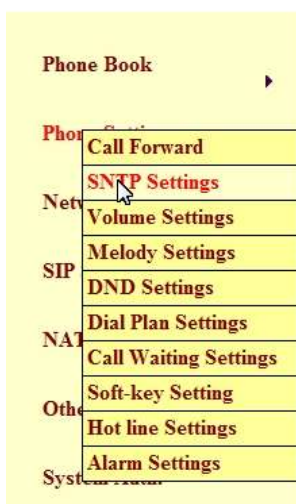 Phone Book
Call Forward
SNTP Settings
Volume Settings
Melody Settings
DND Settings
Dial Plan Settings
Call Waiting Settings
Soft-key Setting
Hot line Settings
Alarm Settings
SIP